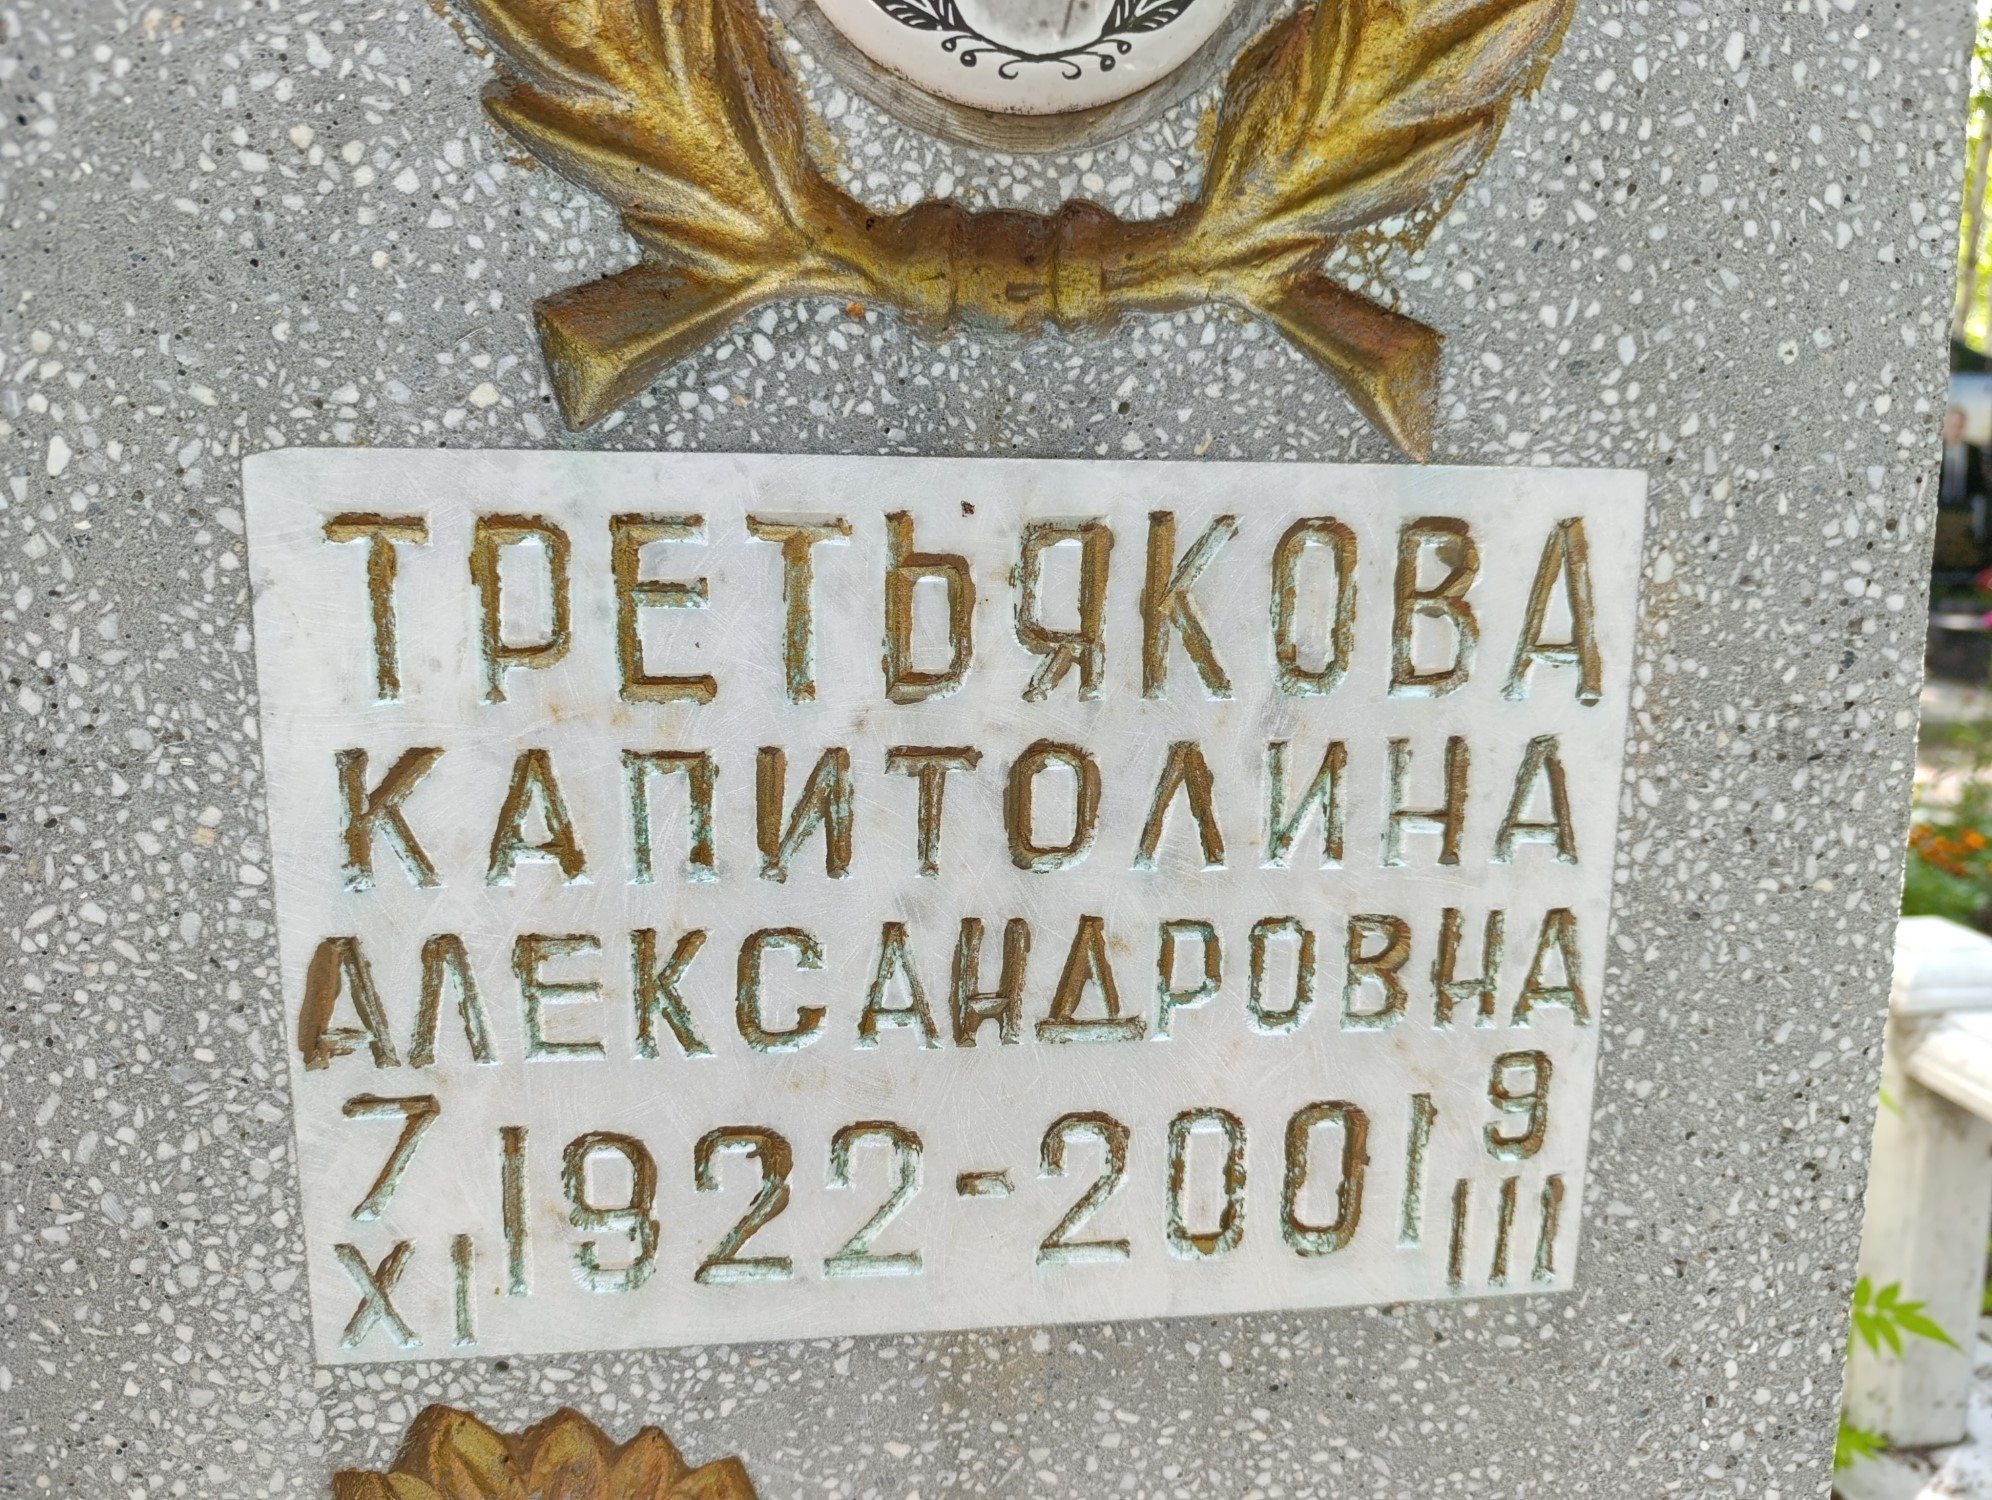 ТРЕТЬЯКОВА
КАПИТОЛИНА
АЛЕКСАНДРОВНА
7 XI 1922-2001 9 III